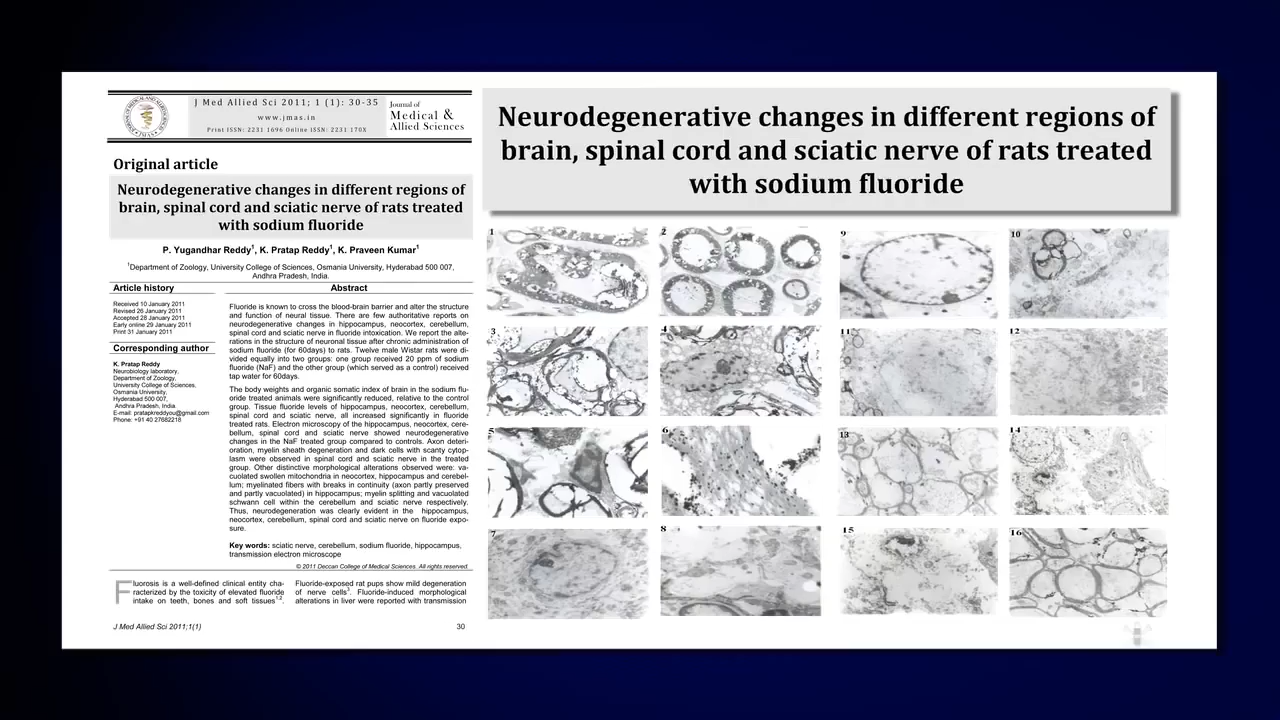 J Med Allied Sci 2011; 1 (1): 30-35
www.jmas.in
Print ISSN: 2231 1696 Online ISSN: 2231 170X
Journal of
Medical &
Allied Sciences
Original article
Neurodegenerative changes in different regions of
brain, spinal cord and sciatic nerve of rats treated
with sodium fluoride
P. Yugandhar Reddy1, K. Pratap Reddy1, K. Praveen Kumar1
1Department of Zoology, University College of Sciences, Osmania University, Hyderabad 500 007,
Andhra Pradesh, India.
Article history
Received 10 January 2011
Revised 26 January 2011
Accepted 28 January 2011
Early online 29 January 2011
Print 31 January 2011
Corresponding author
K. Pratap Reddy
Neurobiology laboratory,
Department of Zoology,
University College of Sciences,
Osmania University,
Hyderabad 500 007,
Andhra Pradesh, India.
E-mail: pratapkreddyou@gmail.com
Phone: +91 40 27682218
Abstract
Fluoride is known to cross the blood-brain barrier and alter the structure
and function of neural tissue. There are few authoritative reports on
neurodegenerative changes in hippocampus, neocortex, cerebellum,
spinal cord and sciatic nerve in fluoride intoxication. We report the alte-
rations in the structure of neuronal tissue after chronic administration of
sodium fluoride (for 60days) to rats. Twelve male Wistar rats were di-
vided equally into two groups: one group received 20 ppm of sodium
fluoride (NaF) and the other group (which served as a control) received
tap water for 60days.
The body weights and organic somatic index of brain in the sodium flu-
oride treated animals were significantly reduced, relative to the control
group. Tissue fluoride levels of hippocampus, neocortex, cerebellum,
spinal cord and sciatic nerve, all increased significantly in fluoride
treated rats. Electron microscopy of the hippocampus, neocortex, cere-
bellum, spinal cord and sciatic nerve showed neurodegenerative
changes in the NaF treated group compared to controls. Axon deteri-
oration, myelin sheath degeneration and dark cells with scanty cytop-
lasm were observed in spinal cord and sciatic nerve in the treated
group. Other distinctive morphological alterations observed were: va-
cuolated swollen mitochondria in neocortex, hippocampus and cerebel-
lum; myelinated fibers with breaks in continuity (axon partly preserved
and partly vacuolated) in hippocampus; myelin splitting and vacuolated
schwann cell within the cerebellum and sciatic nerve respectively.
Thus, neurodegeneration was clearly evident in the hippocampus,
neocortex, cerebellum, spinal cord and sciatic nerve on fluoride expo-
sure.
Key words: sciatic nerve, cerebellum, sodium fluoride, hippocampus,
transmission electron microscope
© 2011 Deccan College of Medical Sciences. All rights reserved.
Fluorosis is a well-defined clinical entity cha-
racterized by the toxicity of elevated fluoride
intake on teeth, bones and soft tissues1,2.
Fluoride-exposed rat pups show mild degeneration
of nerve cells3. Fluoride-induced morphological
alterations in liver were reported with transmission
J Med Allied Sci 2011;1(1)
30
Neurodegenerative changes in different regions of
brain, spinal cord and sciatic nerve of rats treated
with sodium fluoride
1
2
9
10
3
4
11
12
5
6
13
14
7
8
15
16